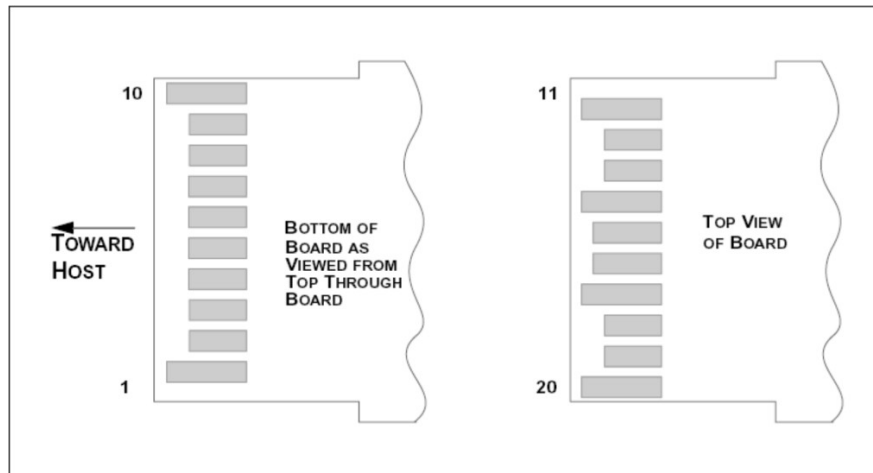 10
TOWARD
HOST
1
BOTTOM OF
BOARD AS
VIEWED FROM
TOP THROUGH
BOARD
11
20
TOP VIEW
OF BOARD